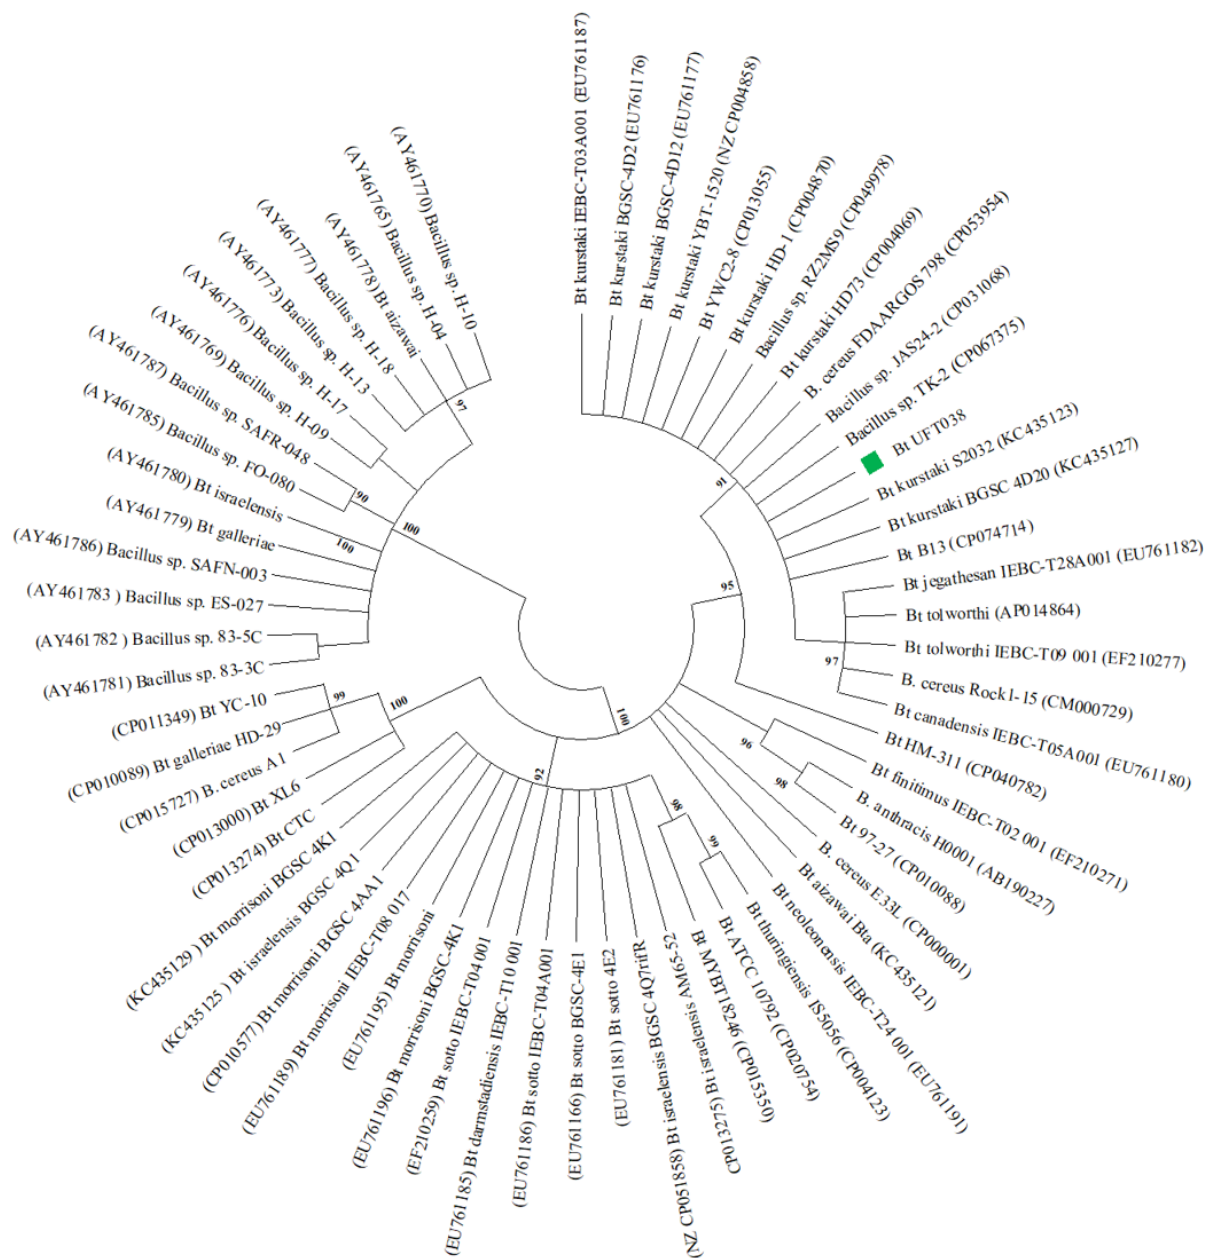 Bt kurstaki IEBC-T03A001 (EU761187)
Bt kurstaki BGSC-4D2 (EU761176)
Bt kurstaki BGSC-4D12 (EU761177)
Bt kurstaki YBT-1520 (NZ CP004858)
Bt YWC2-8 (CP013055)
Bt kurstaki HD-1 (CP004870)
Bacillus sp. RZ2MS9 (CP049978)
Bt kurstaki HD73 (CP004069)
B. cereus FDAARGOS 798 (CP053954)
Bacillus sp. JAS24-2 (CP031068)
Bacillus sp. TK-2 (CP067375)
Bt UFT038
Bt kurstaki S2032 (KC435123)
Bt kurstaki BGSC 4D20 (KC435127)
Bt B13 (CP074714)
Bt jegathesan IEBC-T28A001 (EU761182)
Bt tolworthi (AP014864)
Bt tolworthi IEBC-T09 001 (EF210277)
B. cereus Rock1-15 (CM000729)
Bt canadensis IEBC-T05A001 (EU761180)
Bt HM-311 (CP040782)
Bt finitimus IEBC-T02 001 (EF210271)
B. anthracis H0001 (AB190227)
Bt 97-27 (CP010088)
B. cereus E33L (CP000001)
Bt aizawai Bta (KC435121)
Bt neoleonensis IEBC-T24 001 (EU761191)
Bt thuringiensis IS5056 (CP004123)
Bt ATCC 10792 (CP020754)
Bt MYBT18246 (CP015350)
CP013275) Bt israelensis AM65-52
(NZ CP051858) Bt israelensis BGSC 4Q7rifR
(EU761181) Bt sotto 4E2
(EU761166) Bt sotto BGSC-4E1
(EU761186) Bt sotto IEBC-T04A001
(EU761185) Bt darmstadiensis IEBC-T10 001
(EF210259) Bt sotto IEBC-T04 001
(EU761196) Bt morrisoni BGSC-4K1
(EU761195) Bt morrisoni
(EU761189) Bt morrisoni IEBC-T08 017
(CP010577) Bt morrisoni BGSC 4AA1
(KC435125 ) Bt israelensis BGSC 4Q1
(KC435129 ) Bt morrisoni BGSC 4K1
(CP013274) Bt CTC
(CP013000) Bt XL6
(CP015727) B. cereus A1
(CP010089) Bt galleriae HD-29
(CP011349) Bt YC-10
(AY461781) Bacillus sp. 83-3C
(AY461782 ) Bacillus sp. 83-5C
(AY461783 ) Bacillus sp. ES-027
(AY461786) Bacillus sp. SAFN-003
(AY461779) Bt galleriae
(AY461780) Bt israelensis
(AY461785) Bacillus sp. FO-080
(AY461787) Bacillus sp. SAFR-048
(AY461769) Bacillus sp. H-09
(AY461776) Bacillus sp. H-17
(AY461773) Bacillus sp. H-13
(AY461777) Bacillus sp. H-18
(AY461778) Bt aizawai
(AY461765) Bacillus sp. H-04
(AY461770) Bacillus sp. H-10
97
90
100
100
91
95
97
96
98
100
99
100
92
98
99